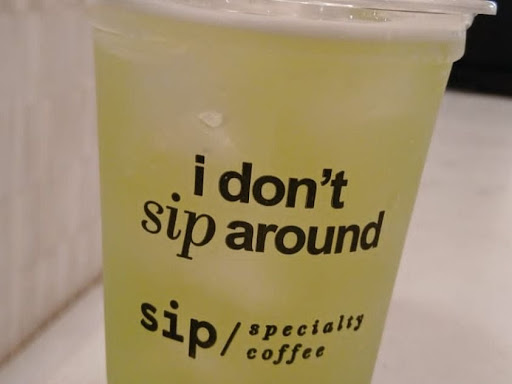 i don't
sip around
sip/ specialty
coffee